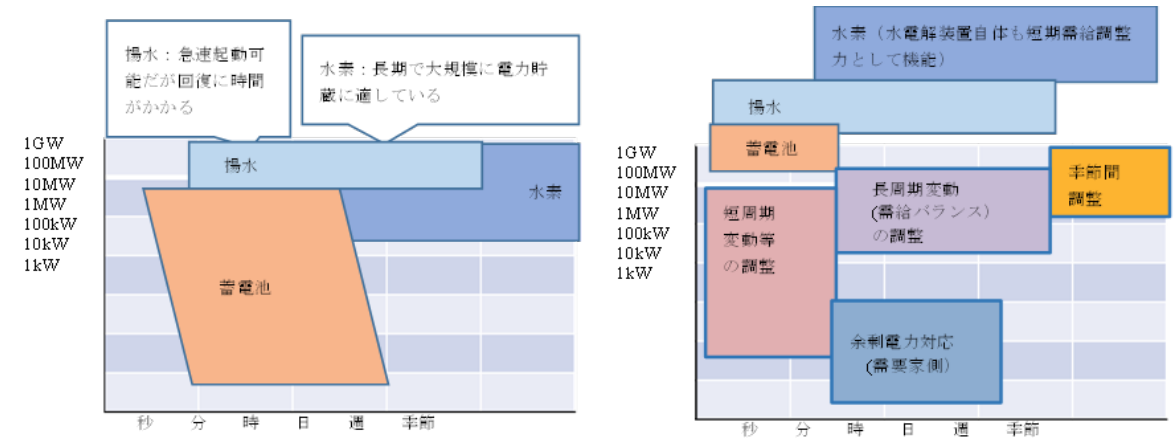 揚水：急速起動可
能だが回復に時間
がかかる
水素：長期で大規模に電力貯
蔵に適している
1GW
100MW
10MW
1MW
100kW
10kW
1kW
揚水
水素
蓄電池
秒 分 時 日 週 季節
水素（水電解装置自体も短期需給調整
力として機能）
揚水
蓄電池
1GW
100MW
10MW
1MW
100kW
10kW
1kW
短周期
変動等
の調整
長周期変動
(需給バランス）
の調整
季節間
調整
余剰電力対応
(需要家側）
秒 分 時 日 週 季節